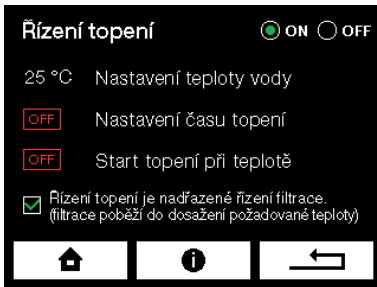 Řízení topení ON OFF
25 °C Nastavení teploty vody
OFF Nastavení času topení
OFF Start topení při teplotě
Řízení topení je nadřazené řízení filtrace.
(filtrace poběží do dosažení požadované teploty)